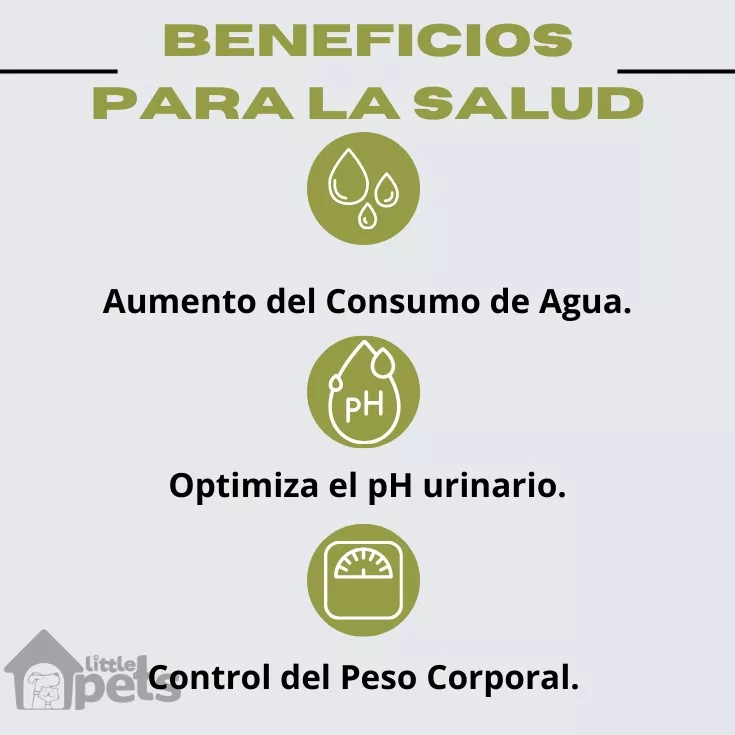 BENEFICIOS
PARA LA SALUD
Aumento del Consumo de Agua.
pH
Optimiza el pH urinario.
little
pets
Control del Peso Corporal.